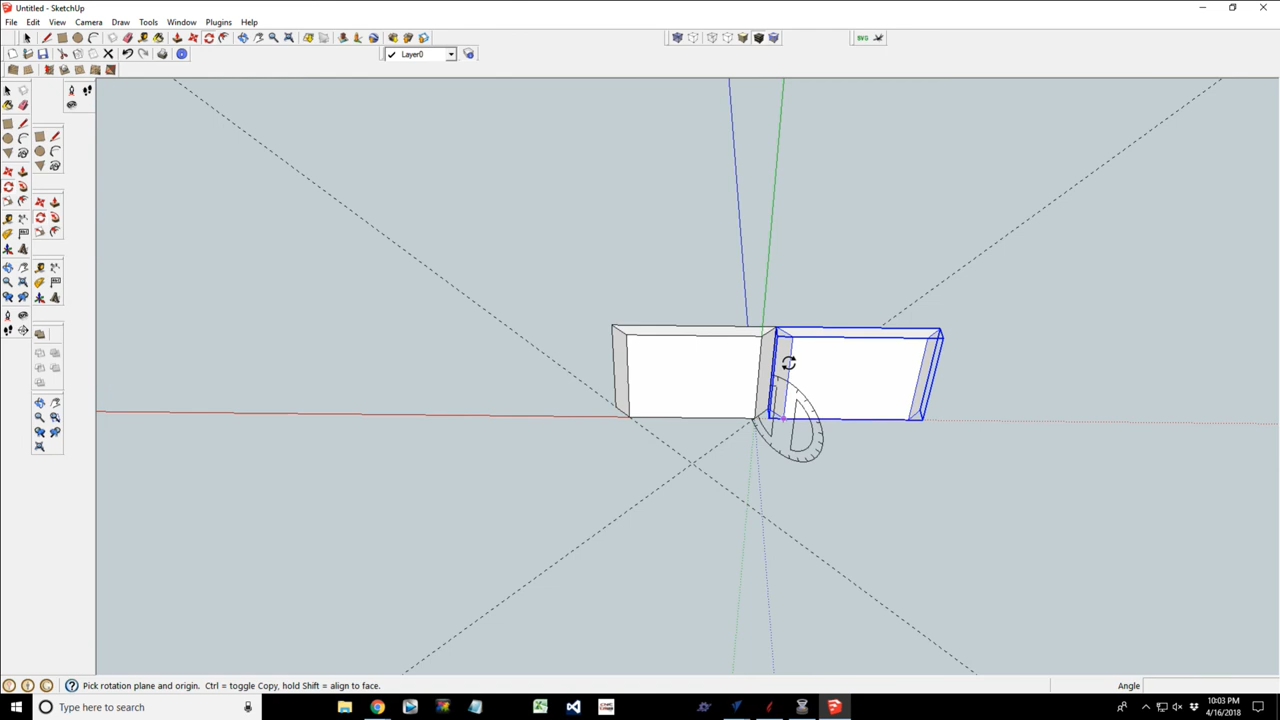 Untitled - SketchUp
File Edit View Camera Draw Tools Window Plugins Help
SVG
Layer0
Pick rotation plane and origin. Ctrl = toggle Copy, hold Shift = align to face.
Angle
Type here to search
10:03 PM
4/16/2018